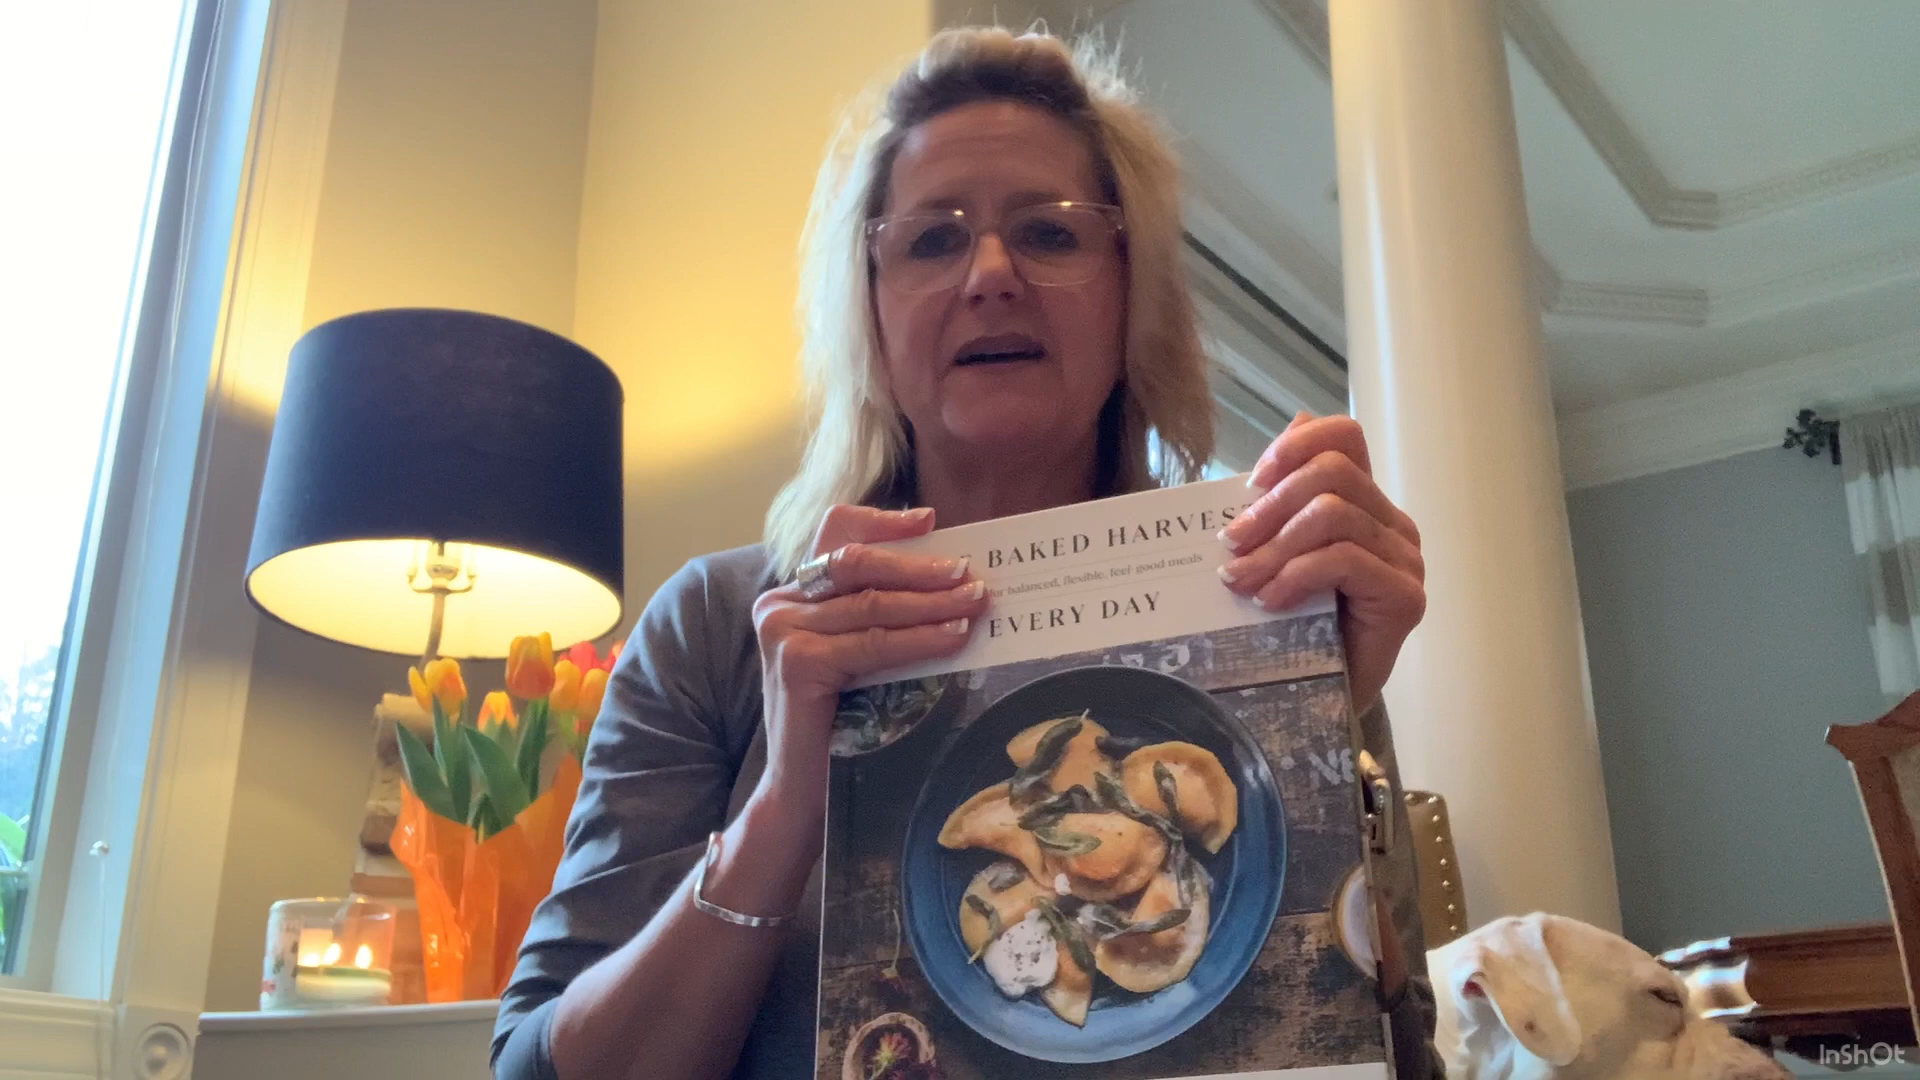 BAKED HARVEST
for balanced, flexible, feel-good meals
EVERY DAY
InShOt